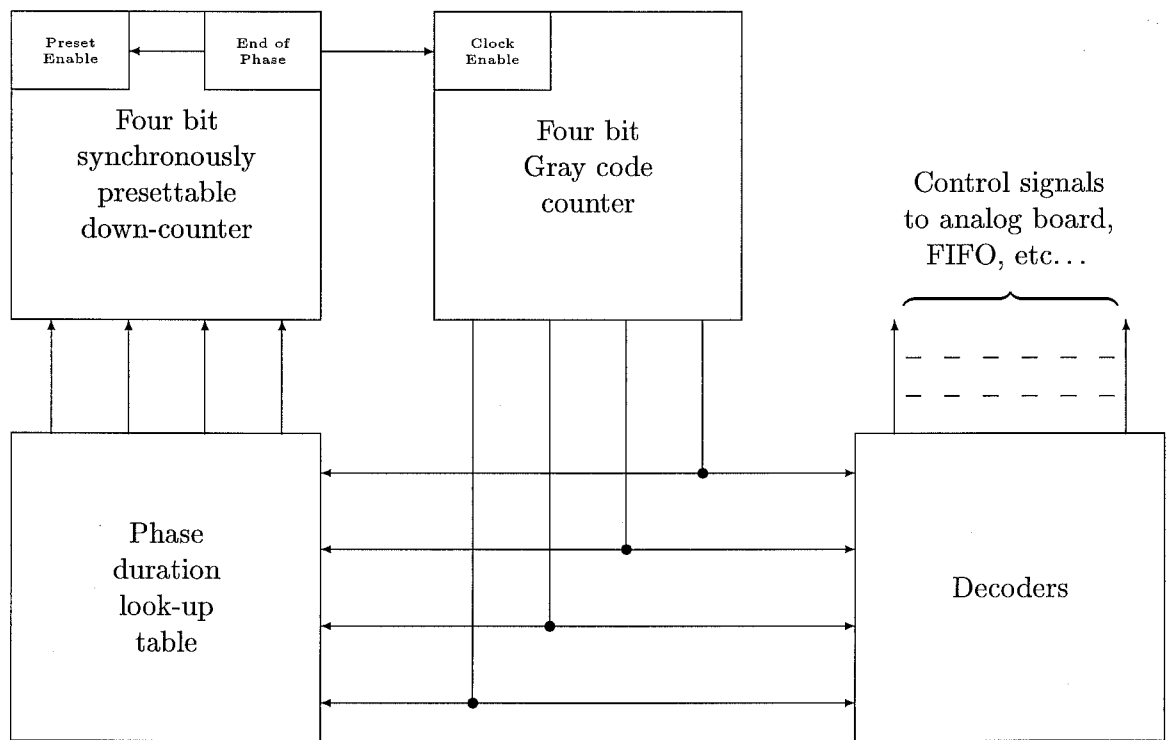 Preset
Enable
End of
Phase
Clock
Enable
Four bit
synchronously
presettable
down-counter
Four bit
Gray code
counter
Control signals
to analog board,
FIFO, etc...
Phase
duration
look-up
table
Decoders